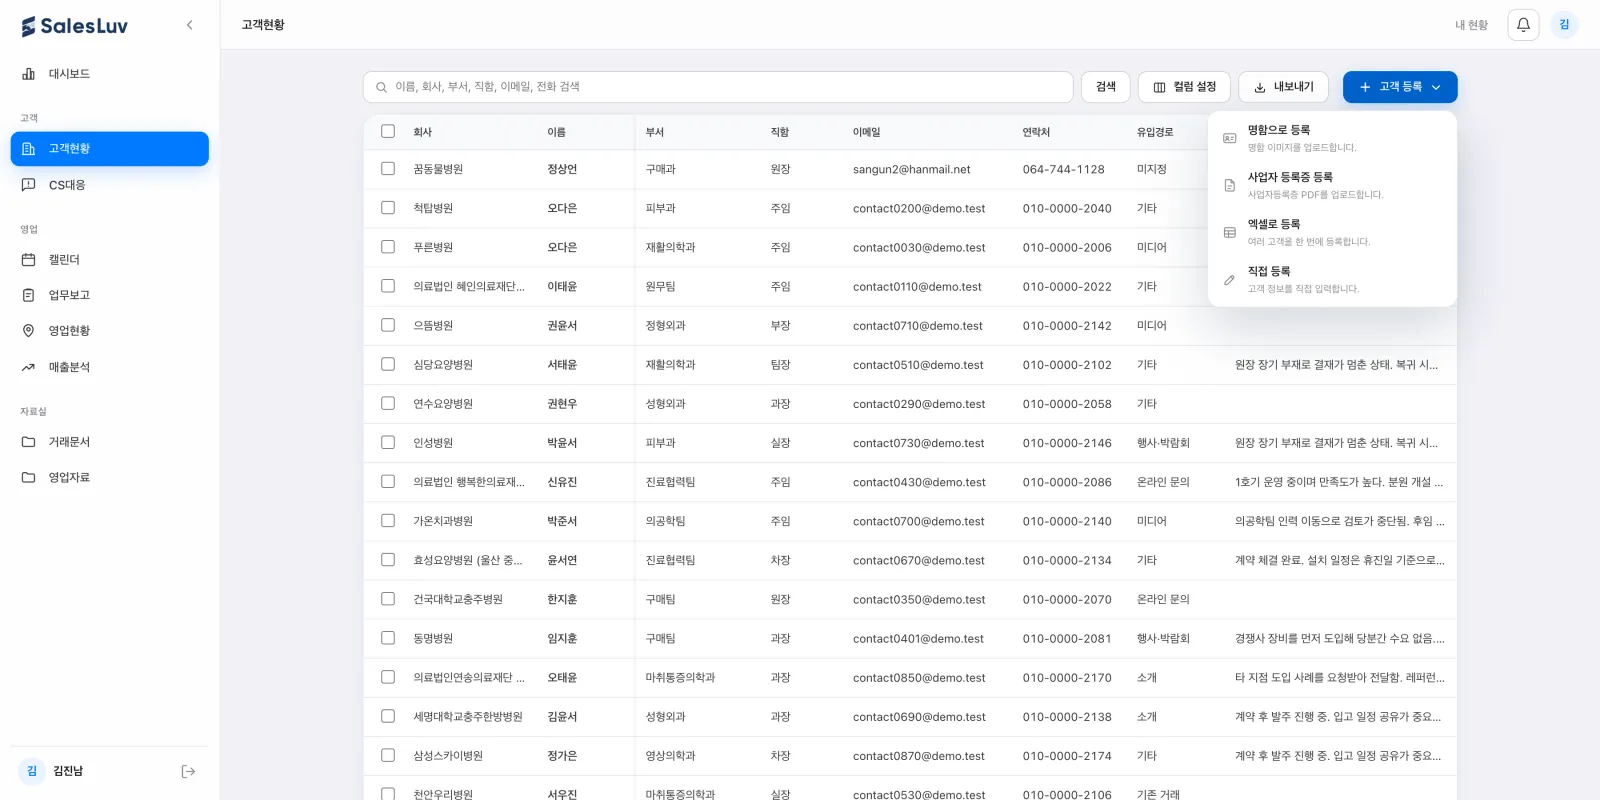 SalesLuv
고객현황
내 현황
김
대시보드
고객
고객현황
CS대응
영업
캘린더
업무보고
영업현황
매출분석
자료실
거래문서
영업자료
김
김진남
이름, 회사, 부서, 직함, 이메일, 전화 검색
검색
컬럼 설정
내보내기
고객 등록
명함으로 등록
명함 이미지를 업로드합니다.
사업자 등록증 등록
사업자등록증 PDF를 업로드합니다.
엑셀로 등록
여러 고객을 한 번에 등록합니다.
직접 등록
고객 정보를 직접 입력합니다.
회사 이름 부서 직함 이메일 연락처 유입경로
꿈동물병원 정상언 구매과 원장 sangun2@hanmail.net 064-744-1128 미지정
척탑병원 오다은 피부과 주임 contact0200@demo.test 010-0000-2040 기타
푸른병원 오다은 재활의학과 주임 contact0030@demo.test 010-0000-2006 미디어
의료법인 혜인의료재단... 이태윤 원무팀 주임 contact0110@demo.test 010-0000-2022 기타
으뜸병원 권윤서 정형외과 부장 contact0710@demo.test 010-0000-2142 미디어
심당요양병원 서태윤 재활의학과 팀장 contact0510@demo.test 010-0000-2102 기타 원장 장기 부재로 결재가 멈춘 상태. 복귀 시...
연수요양병원 권현우 성형외과 과장 contact0290@demo.test 010-0000-2058 기타
인성병원 박윤서 피부과 실장 contact0730@demo.test 010-0000-2146 행사·박람회 원장 장기 부재로 결재가 멈춘 상태. 복귀 시...
의료법인 행복한의료재... 신유진 진료협력팀 주임 contact0430@demo.test 010-0000-2086 온라인 문의 1호기 운영 중이며 만족도가 높다. 분원 개설 ...
가온치과병원 박준서 의공학팀 주임 contact0700@demo.test 010-0000-2140 미디어 의공학팀 인력 이동으로 검토가 중단됨. 후임 ...
효성요양병원 (울산 중... 윤서연 진료협력팀 차장 contact0670@demo.test 010-0000-2134 기타 계약 체결 완료. 설치 일정은 휴진일 기준으로...
건국대학교충주병원 한지훈 구매팀 원장 contact0350@demo.test 010-0000-2070 온라인 문의
동명병원 임지훈 구매팀 과장 contact0401@demo.test 010-0000-2081 행사·박람회 경쟁사 장비를 먼저 도입해 당분간 수요 없음....
의료법인연송의료재단 ... 오태윤 마취통증의학과 과장 contact0850@demo.test 010-0000-2170 소개 타 지점 도입 사례를 요청받아 전달함. 레퍼런...
세명대학교충주한방병원 김윤서 성형외과 과장 contact0690@demo.test 010-0000-2138 소개 계약 후 발주 진행 중. 입고 일정 공유가 중요...
삼성스카이병원 정가은 영상의학과 차장 contact0870@demo.test 010-0000-2174 기타 계약 후 발주 진행 중. 입고 일정 공유가 중요...
천안우리병원 서우진 마취통증의학과 실장 contact0530@demo.test 010-0000-2106 기존 거래